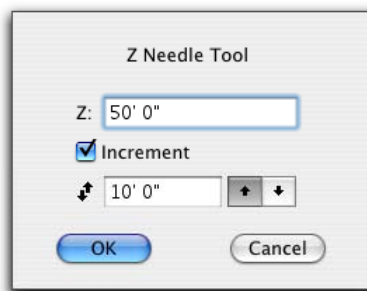 Z Needle Tool
Z: 50' 0"
Increment
10' 0"
OK Cancel